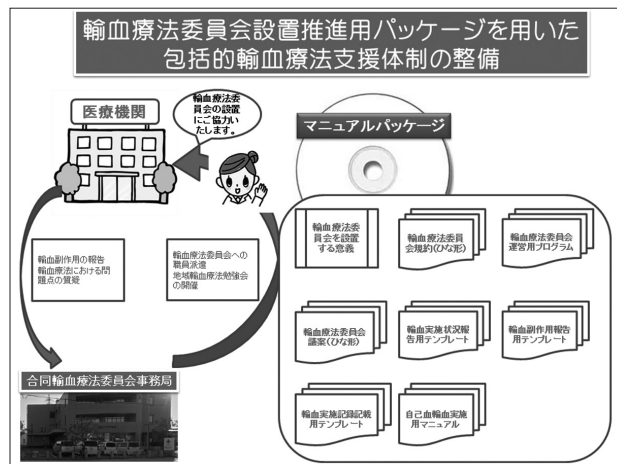 輸血療法委員会設置推進用パッケージを用いた
包括的輸血療法支援体制の整備
医療機関
輸血療法委
員会の設置
にご協力い
たします。
マニュアルパッケージ
輸血療法委
員会を設置
する意義
輸血療法委員
会規約(ひな形)
輸血療法委員会
運営用プログラム
輸血副作用の報告
輸血療法における問
題点の質疑
輸血療法委員会への
職員派遣
地域輸血療法勉強会
の開催
輸血療法委員会
議案(ひな形)
輸血実施状況報
告用テンプレート
輸血副作用報告
用テンプレート
合同輸血療法委員会事務局
輸血実施記録記載
用テンプレート
自己血輸血実施
用マニュアル